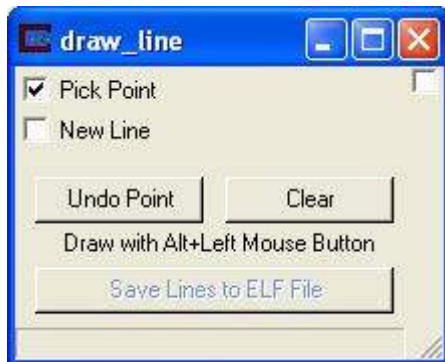 draw_line
Pick Point
New Line
Undo Point Clear
Draw with Alt+Left Mouse Button
Save Lines to ELF File